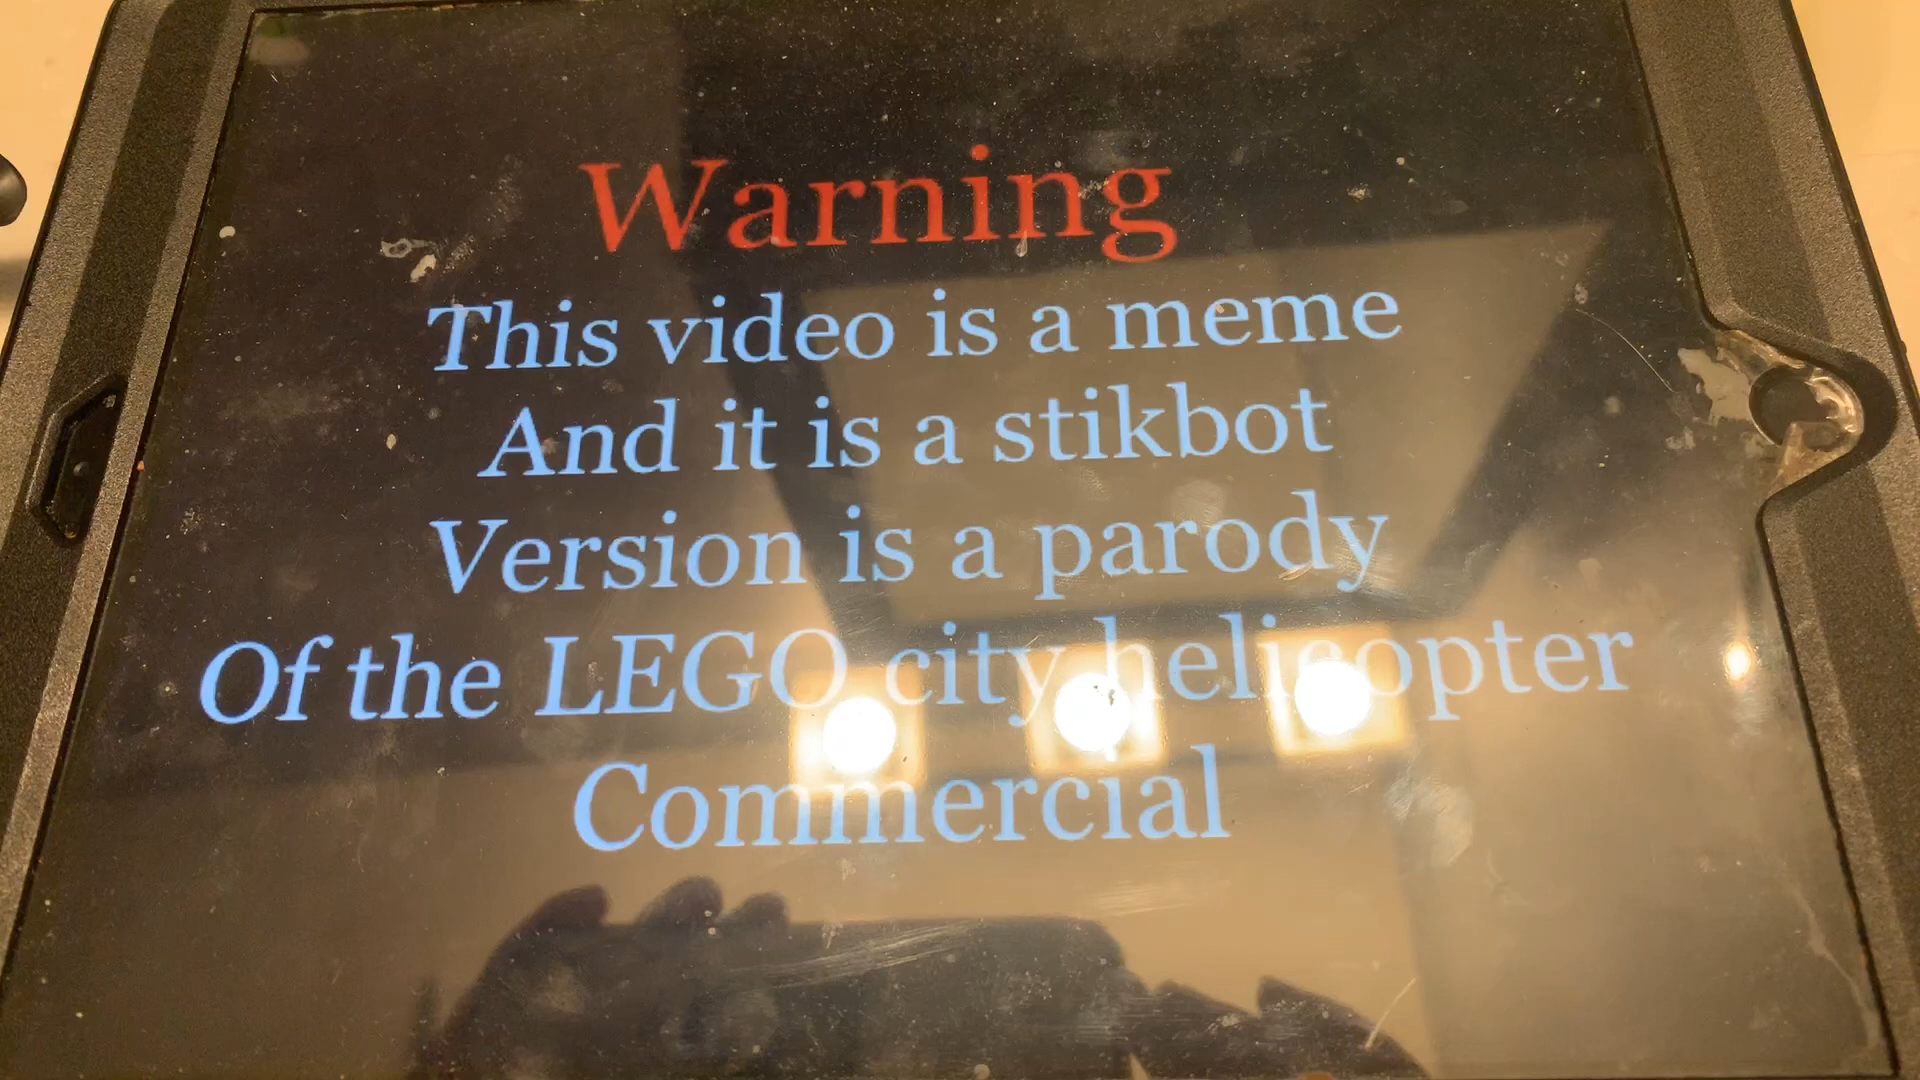 Warning
This video is a meme
And it is a stikbot
Version is a parody
Of the LEGO city helicopter
Commercial